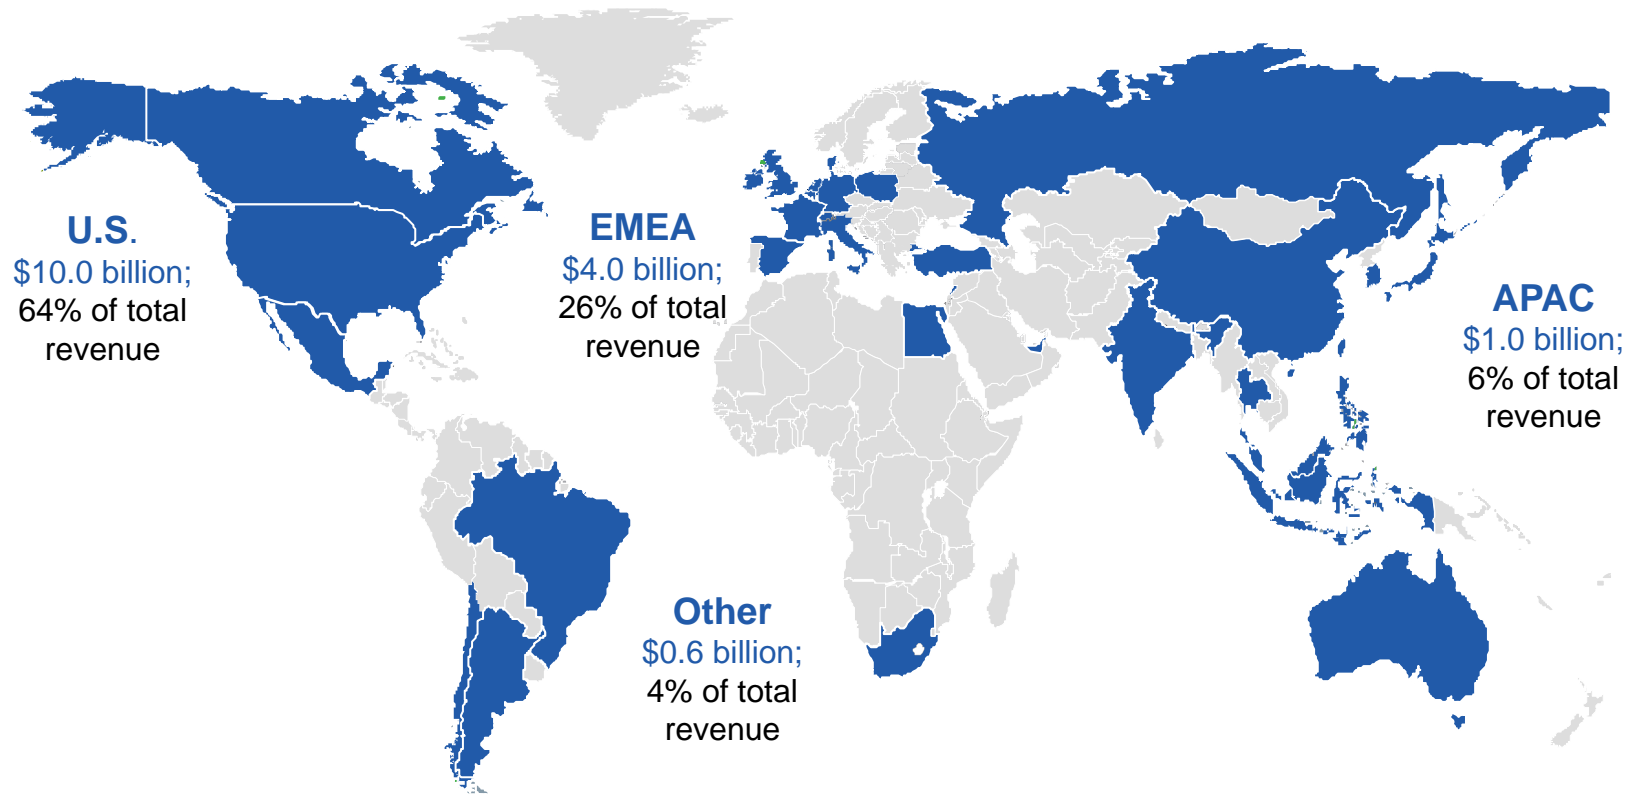 U.S.
$10.0 billion;
64% of total
revenue
EMEA
$4.0 billion;
26% of total
revenue
APAC
$1.0 billion;
6% of total
revenue
Other
$0.6 billion;
4% of total
revenue